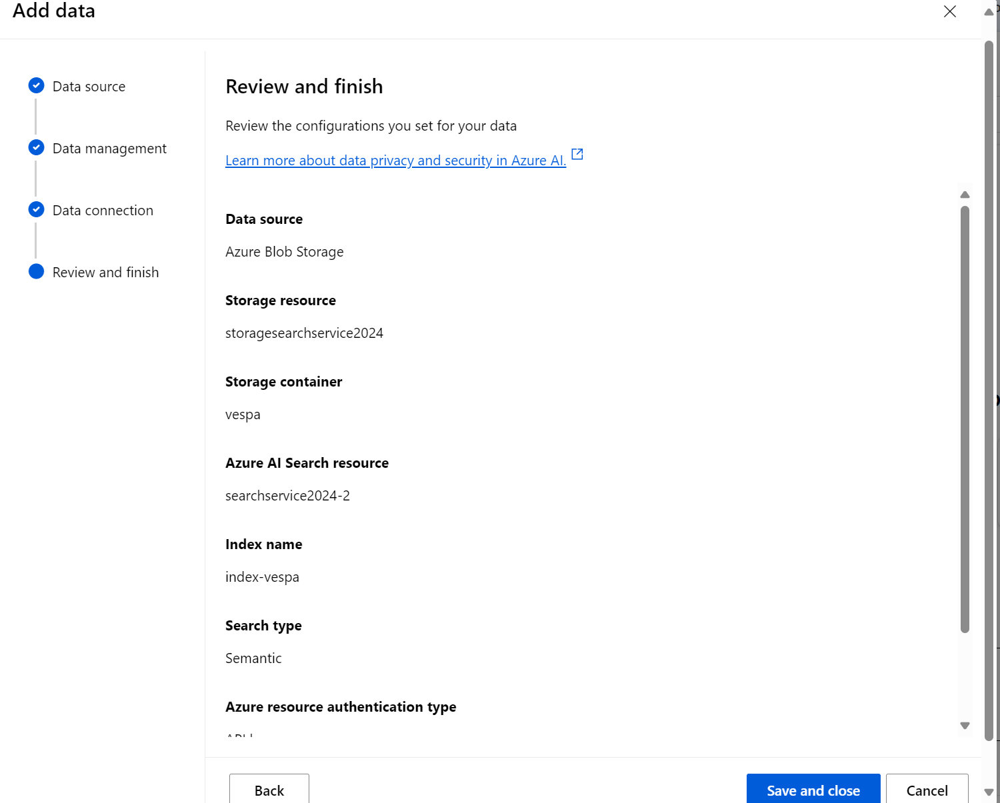 Add data
Data source
Data management
Data connection
Review and finish
Review and finish
Review the configurations you set for your data
Learn more about data privacy and security in Azure AI.
Data source
Azure Blob Storage
Storage resource
storagesearchservice2024
Storage container
vespa
Azure AI Search resource
searchservice2024-2
Index name
index-vespa
Search type
Semantic
Azure resource authentication type
Back
Save and close
Cancel